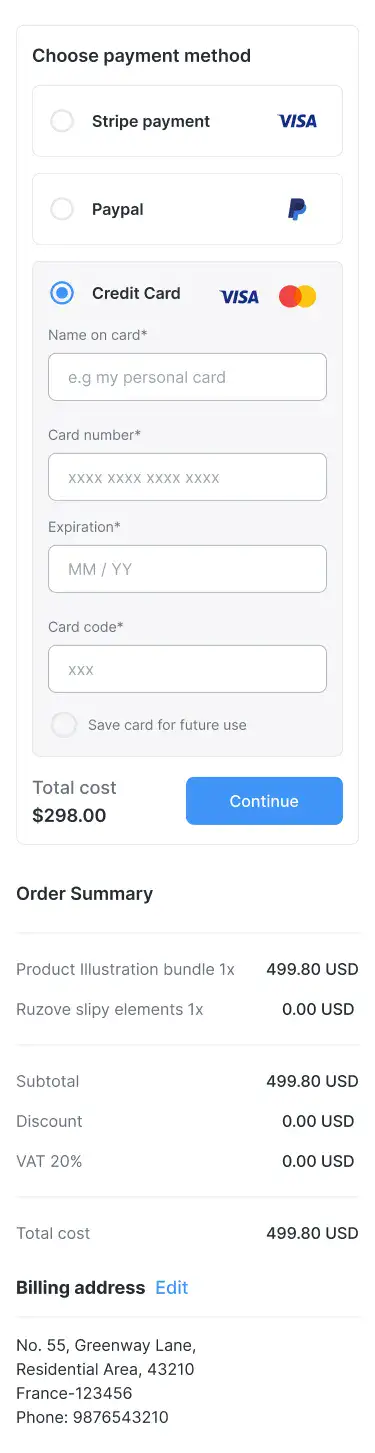 Choose payment method
Stripe payment VISA
Paypal
Credit Card VISA
Name on card*
e.g my personal card
Card number*
xxxx xxxx xxxx xxxx
Expiration*
MM / YY
Card code*
xxx
Save card for future use
Total cost
$298.00
Continue
Order Summary
Product Illustration bundle 1x 499.80 USD
Ruzove slipy elements 1x 0.00 USD
Subtotal 499.80 USD
Discount 0.00 USD
VAT 20% 0.00 USD
Total cost 499.80 USD
Billing address Edit
No. 55, Greenway Lane,
Residential Area, 43210
France-123456
Phone: 9876543210